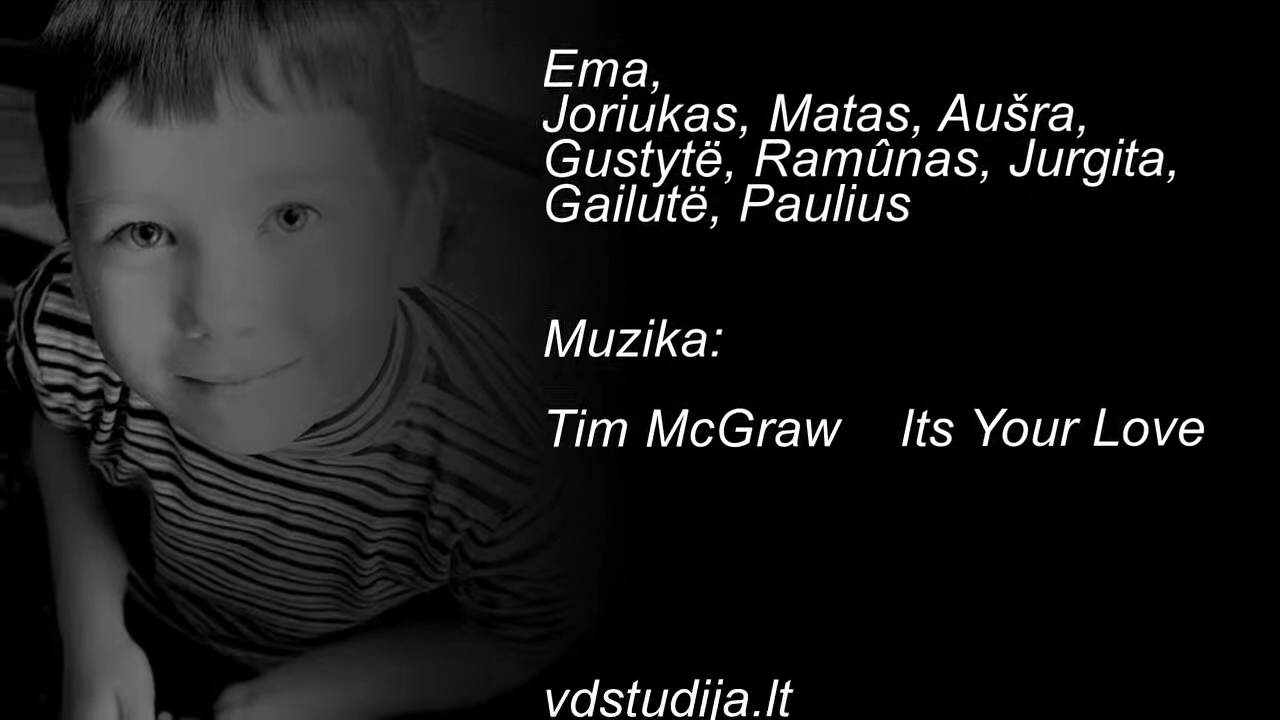 Ema,
Joriukas, Matas, Aušra,
Gustytë, Ramûnas, Jurgita,
Gailutë, Paulius
Muzika:
Tim McGraw Its Your Love
vdstudija.lt